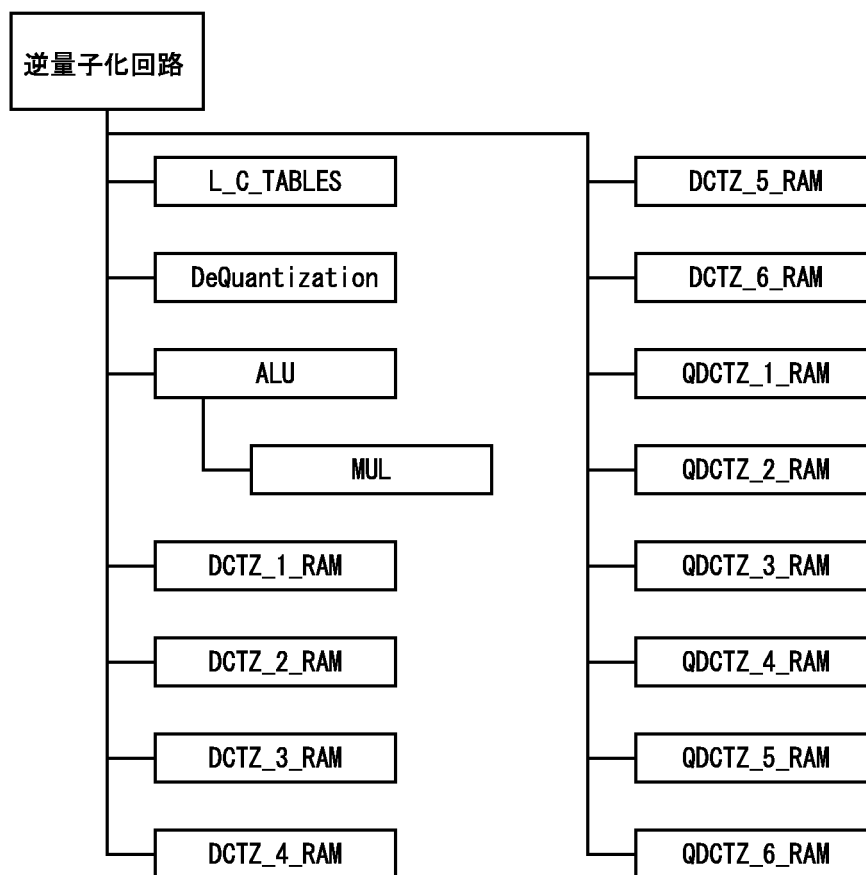 逆量子化回路
L_C_TABLES
DeQuantization
ALU
MUL
DCTZ_1_RAM
DCTZ_2_RAM
DCTZ_3_RAM
DCTZ_4_RAM
DCTZ_5_RAM
DCTZ_6_RAM
QDCTZ_1_RAM
QDCTZ_2_RAM
QDCTZ_3_RAM
QDCTZ_4_RAM
QDCTZ_5_RAM
QDCTZ_6_RAM